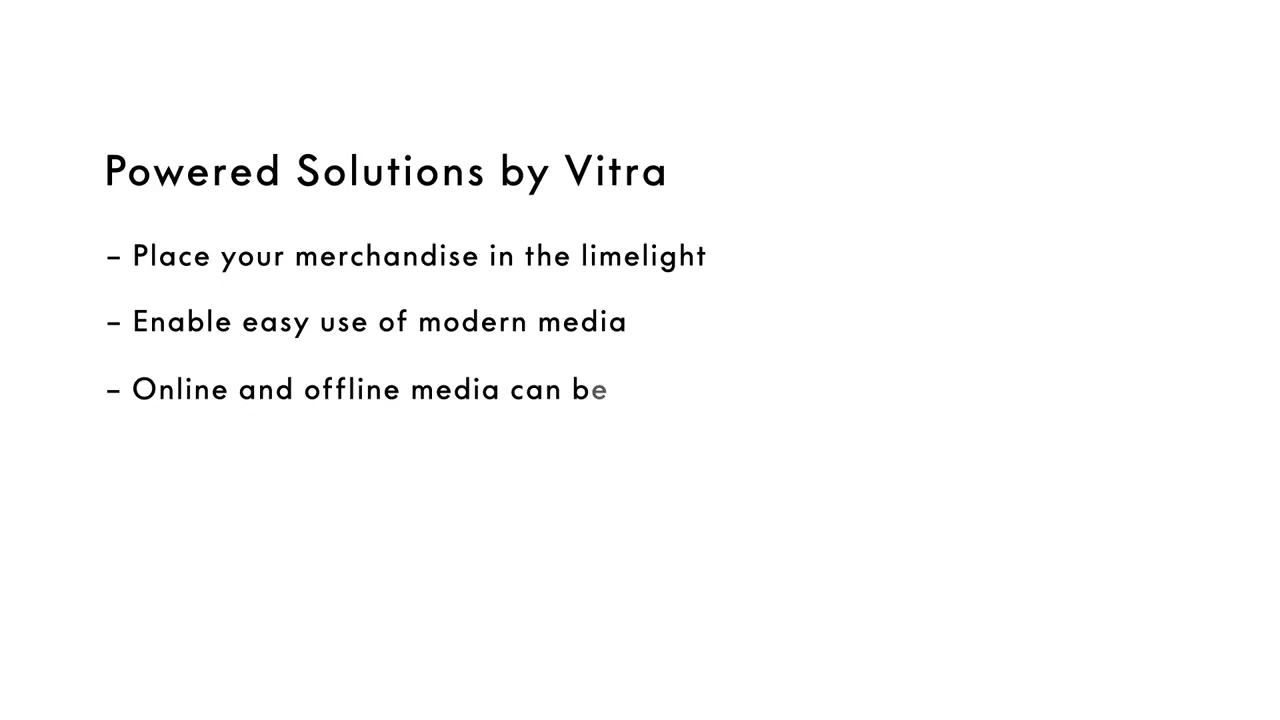 Powered Solutions by Vitra
– Place your merchandise in the limelight
– Enable easy use of modern media
– Online and offline media can be